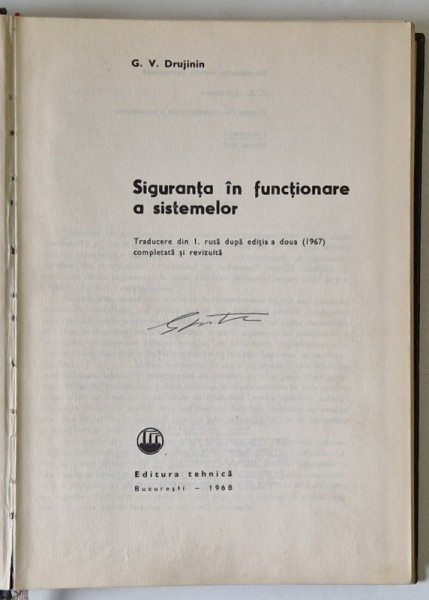 G. V. Drujinin
Siguranța în funcționare
a sistemelor
Traducere din l. rusă după ediția a doua (1967)
completată și revizuită
Editura tehnică
București – 1968